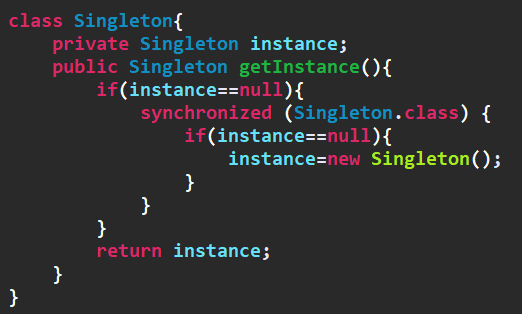 class Singleton{
    private Singleton instance;
    public Singleton getInstance(){
        if(instance==null){
            synchronized (Singleton.class) {
                if(instance==null){
                    instance=new Singleton();
                }
            }
        }
        return instance;
    }
}